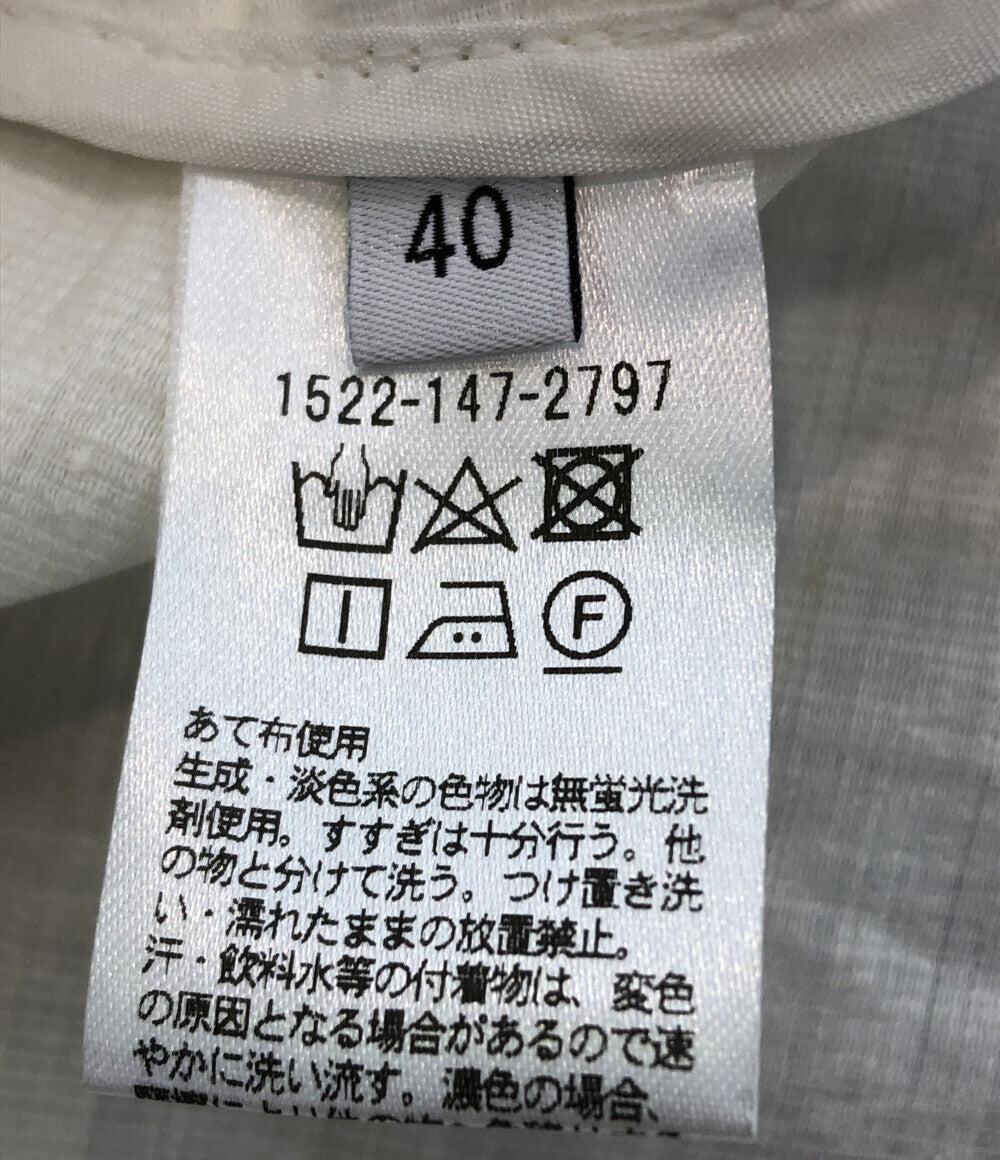 40
1522-147-2797
F
あて布使用
生成・淡色系の色物は無蛍光洗
剤使用。すすぎは十分行う。他
の物と分けて洗う。つけ置き洗
い・濡れたままの放置禁止。
汗・飲料水等の付着物は、変色
の原因となる場合があるので速
やかに洗い流す。濃色の場合、